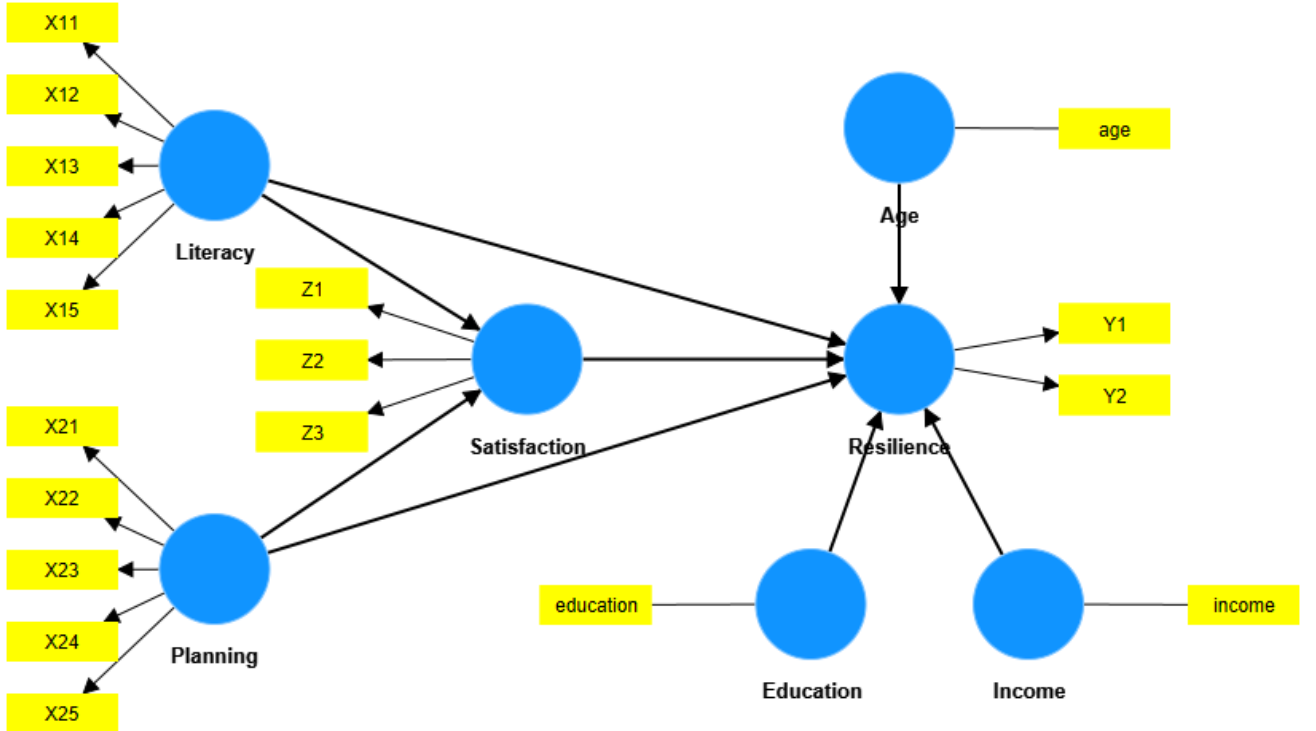 X11
X12
X13
X14
X15
Literacy
Z1
Z2
Z3
Satisfaction
X21
X22
X23
X24
X25
Planning
age
Age
Y1
Y2
Resilience
education
Education
income
Income